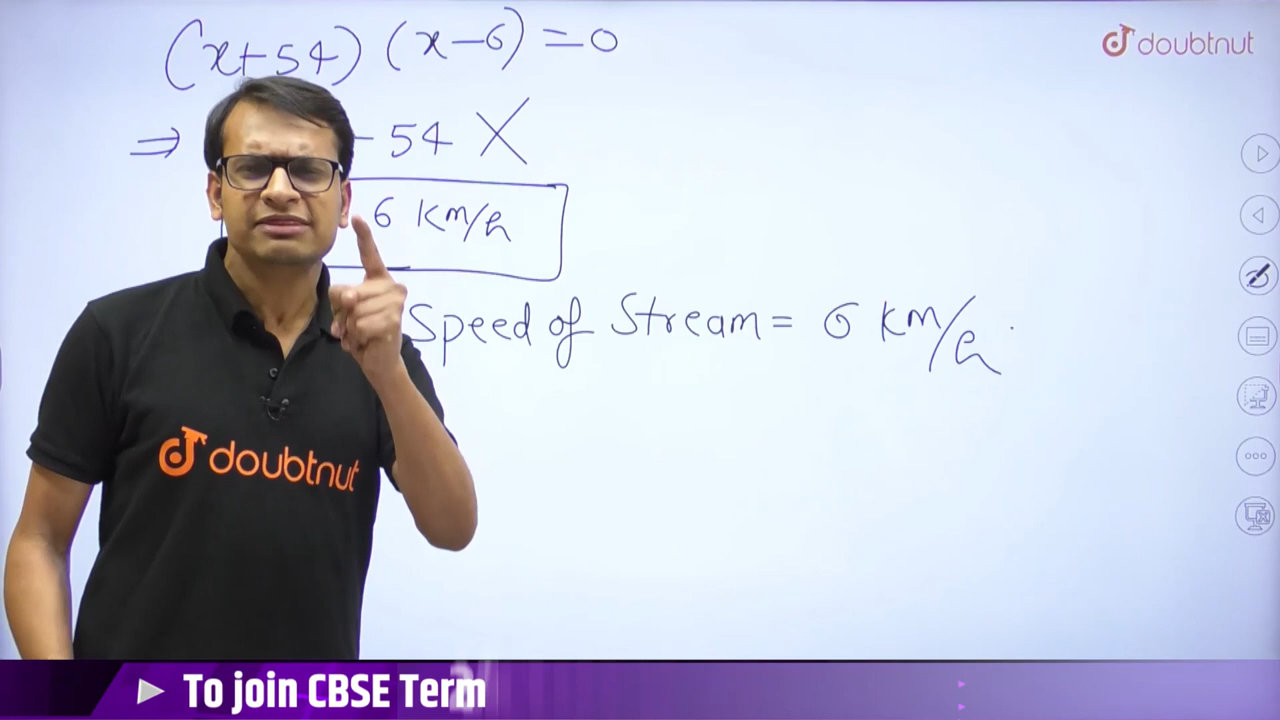 (x+54) (x-6) =0
doubtnut
⇒ - 54 X
6 Km/h
Speed of Stream = 6 Km/h.
doubtnut
To join CBSE Term